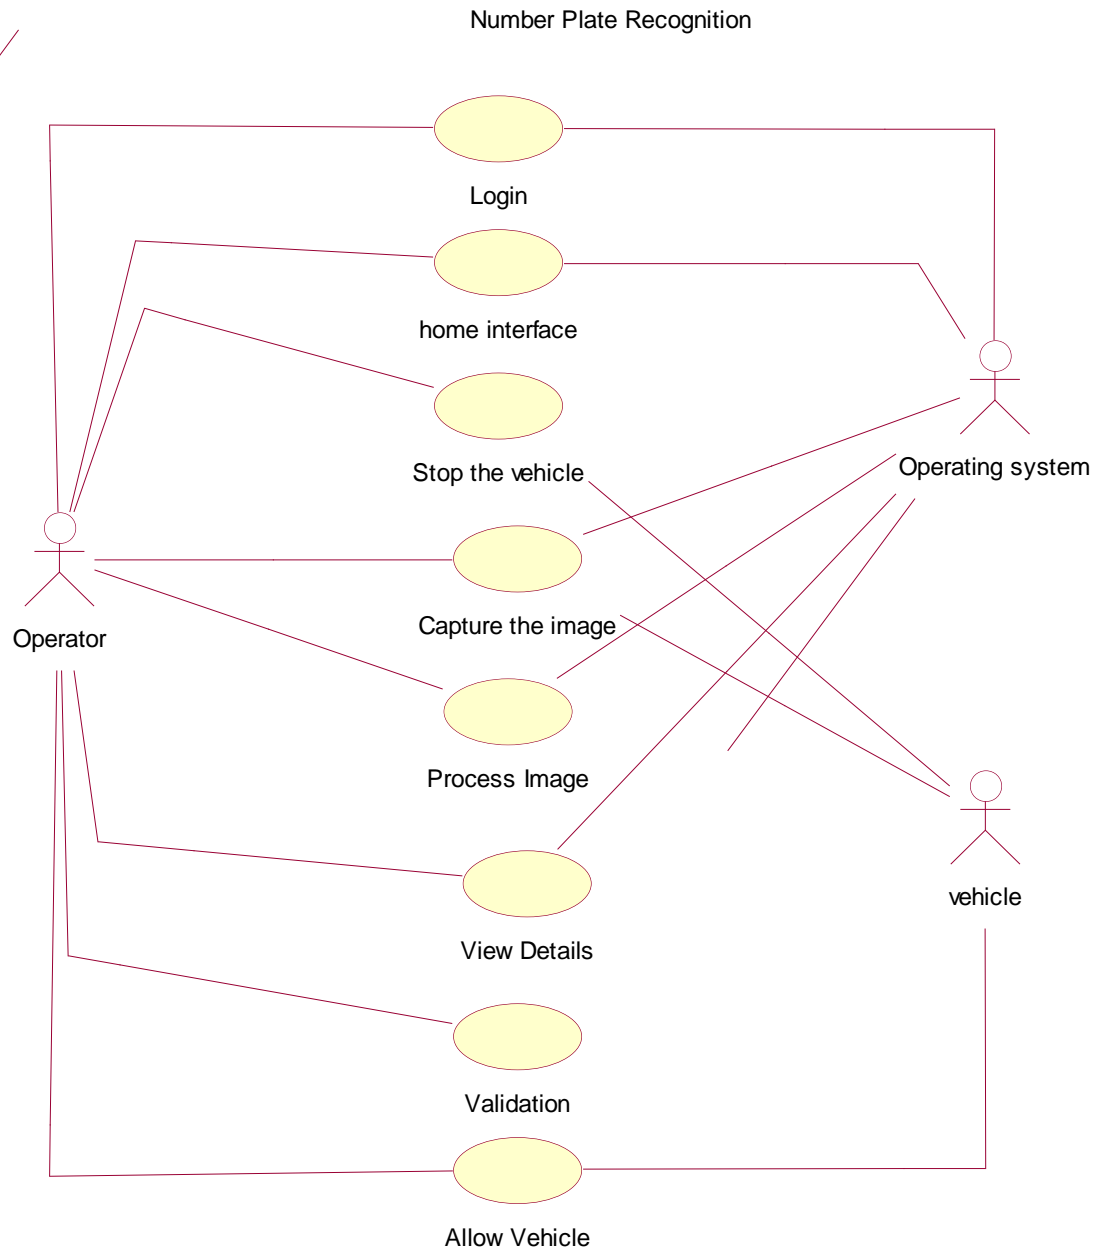 Number Plate Recognition
Login
home interface
Stop the vehicle
Operating system
Capture the image
Operator
Process Image
vehicle
View Details
Validation
Allow Vehicle